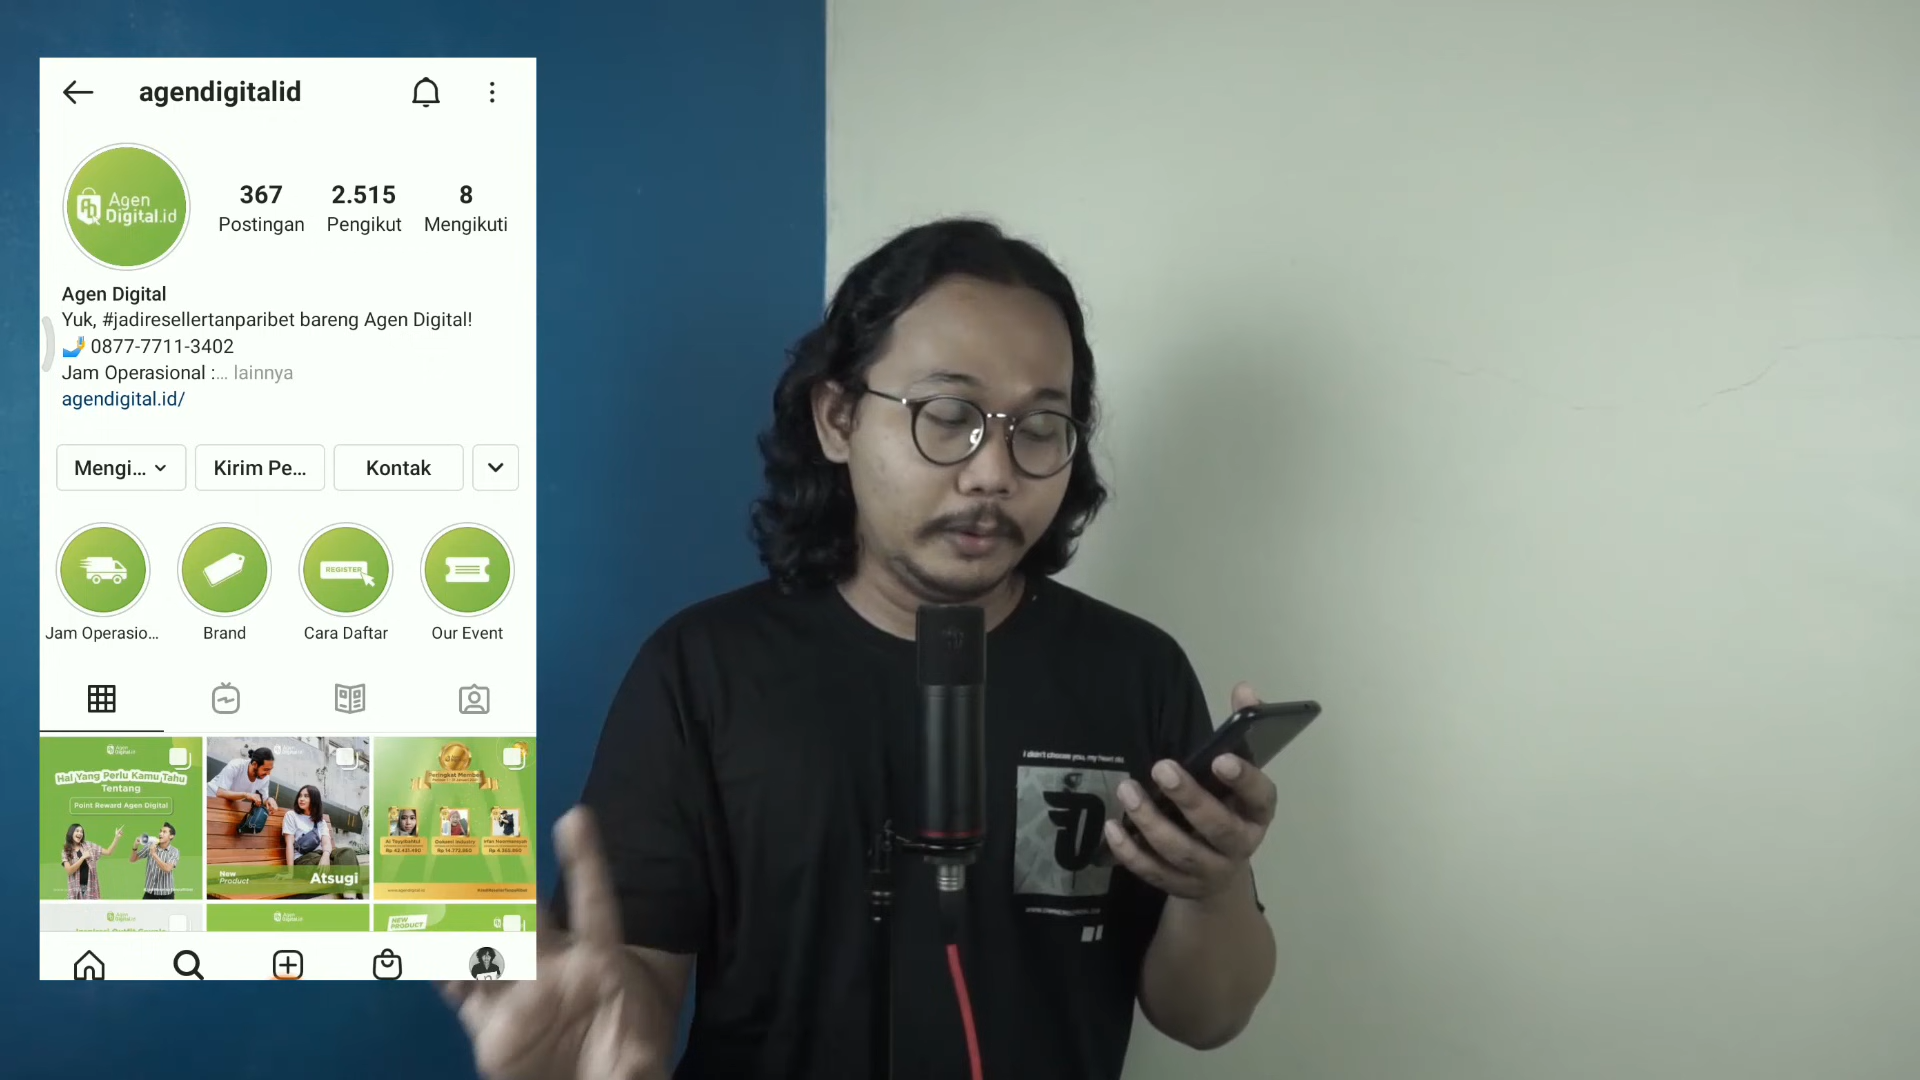 agendigitalid
Agen
Digital.id
367
Postingan
2.515
Pengikut
8
Mengikuti
Agen Digital
Yuk, #jadiresellertanparibet bareng Agen Digital!
0877-7711-3402
Jam Operasional :... lainnya
agendigital.id/
Mengi...
Kirim Pe...
Kontak
REGISTER
Jam Operasio...
Brand
Cara Daftar
Our Event
Hal Yang Perlu Kamu Tahu
Tentang
Point Reward Agen Digital
New
Product
Atsugi
Peringkat Member
NEW
PRODUCT
I didn't choose you, my heart did.